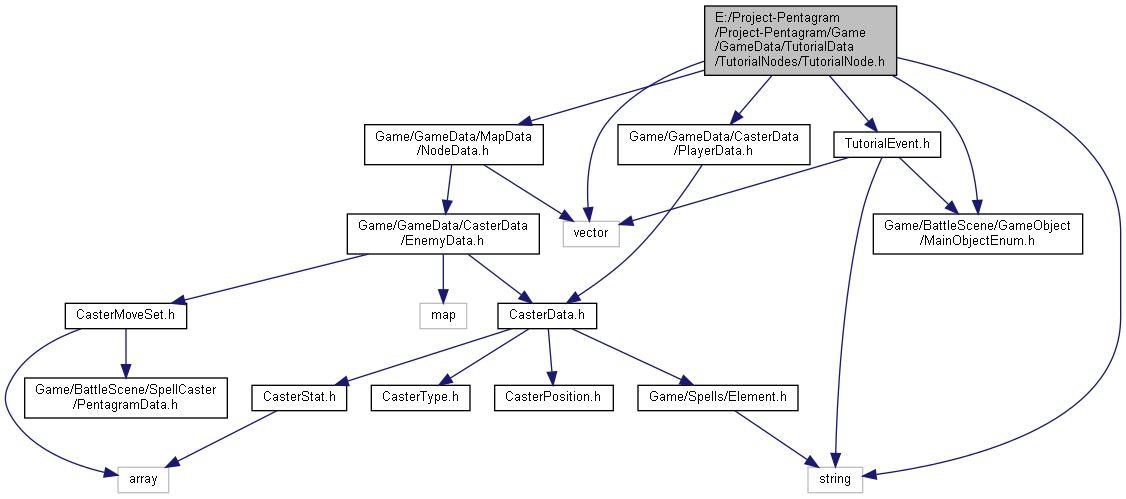 E:/Project-Pentagram
/Project-Pentagram/Game
/GameData/TutorialData
/TutorialNodes/TutorialNode.h
Game/GameData/MapData
/NodeData.h
Game/GameData/CasterData
/PlayerData.h
TutorialEvent.h
Game/GameData/CasterData
/EnemyData.h
vector
Game/BattleScene/GameObject
/MainObjectEnum.h
CasterMoveSet.h
map
CasterData.h
Game/BattleScene/SpellCaster
/PentagramData.h
CasterStat.h
CasterType.h
CasterPosition.h
Game/Spells/Element.h
array
string